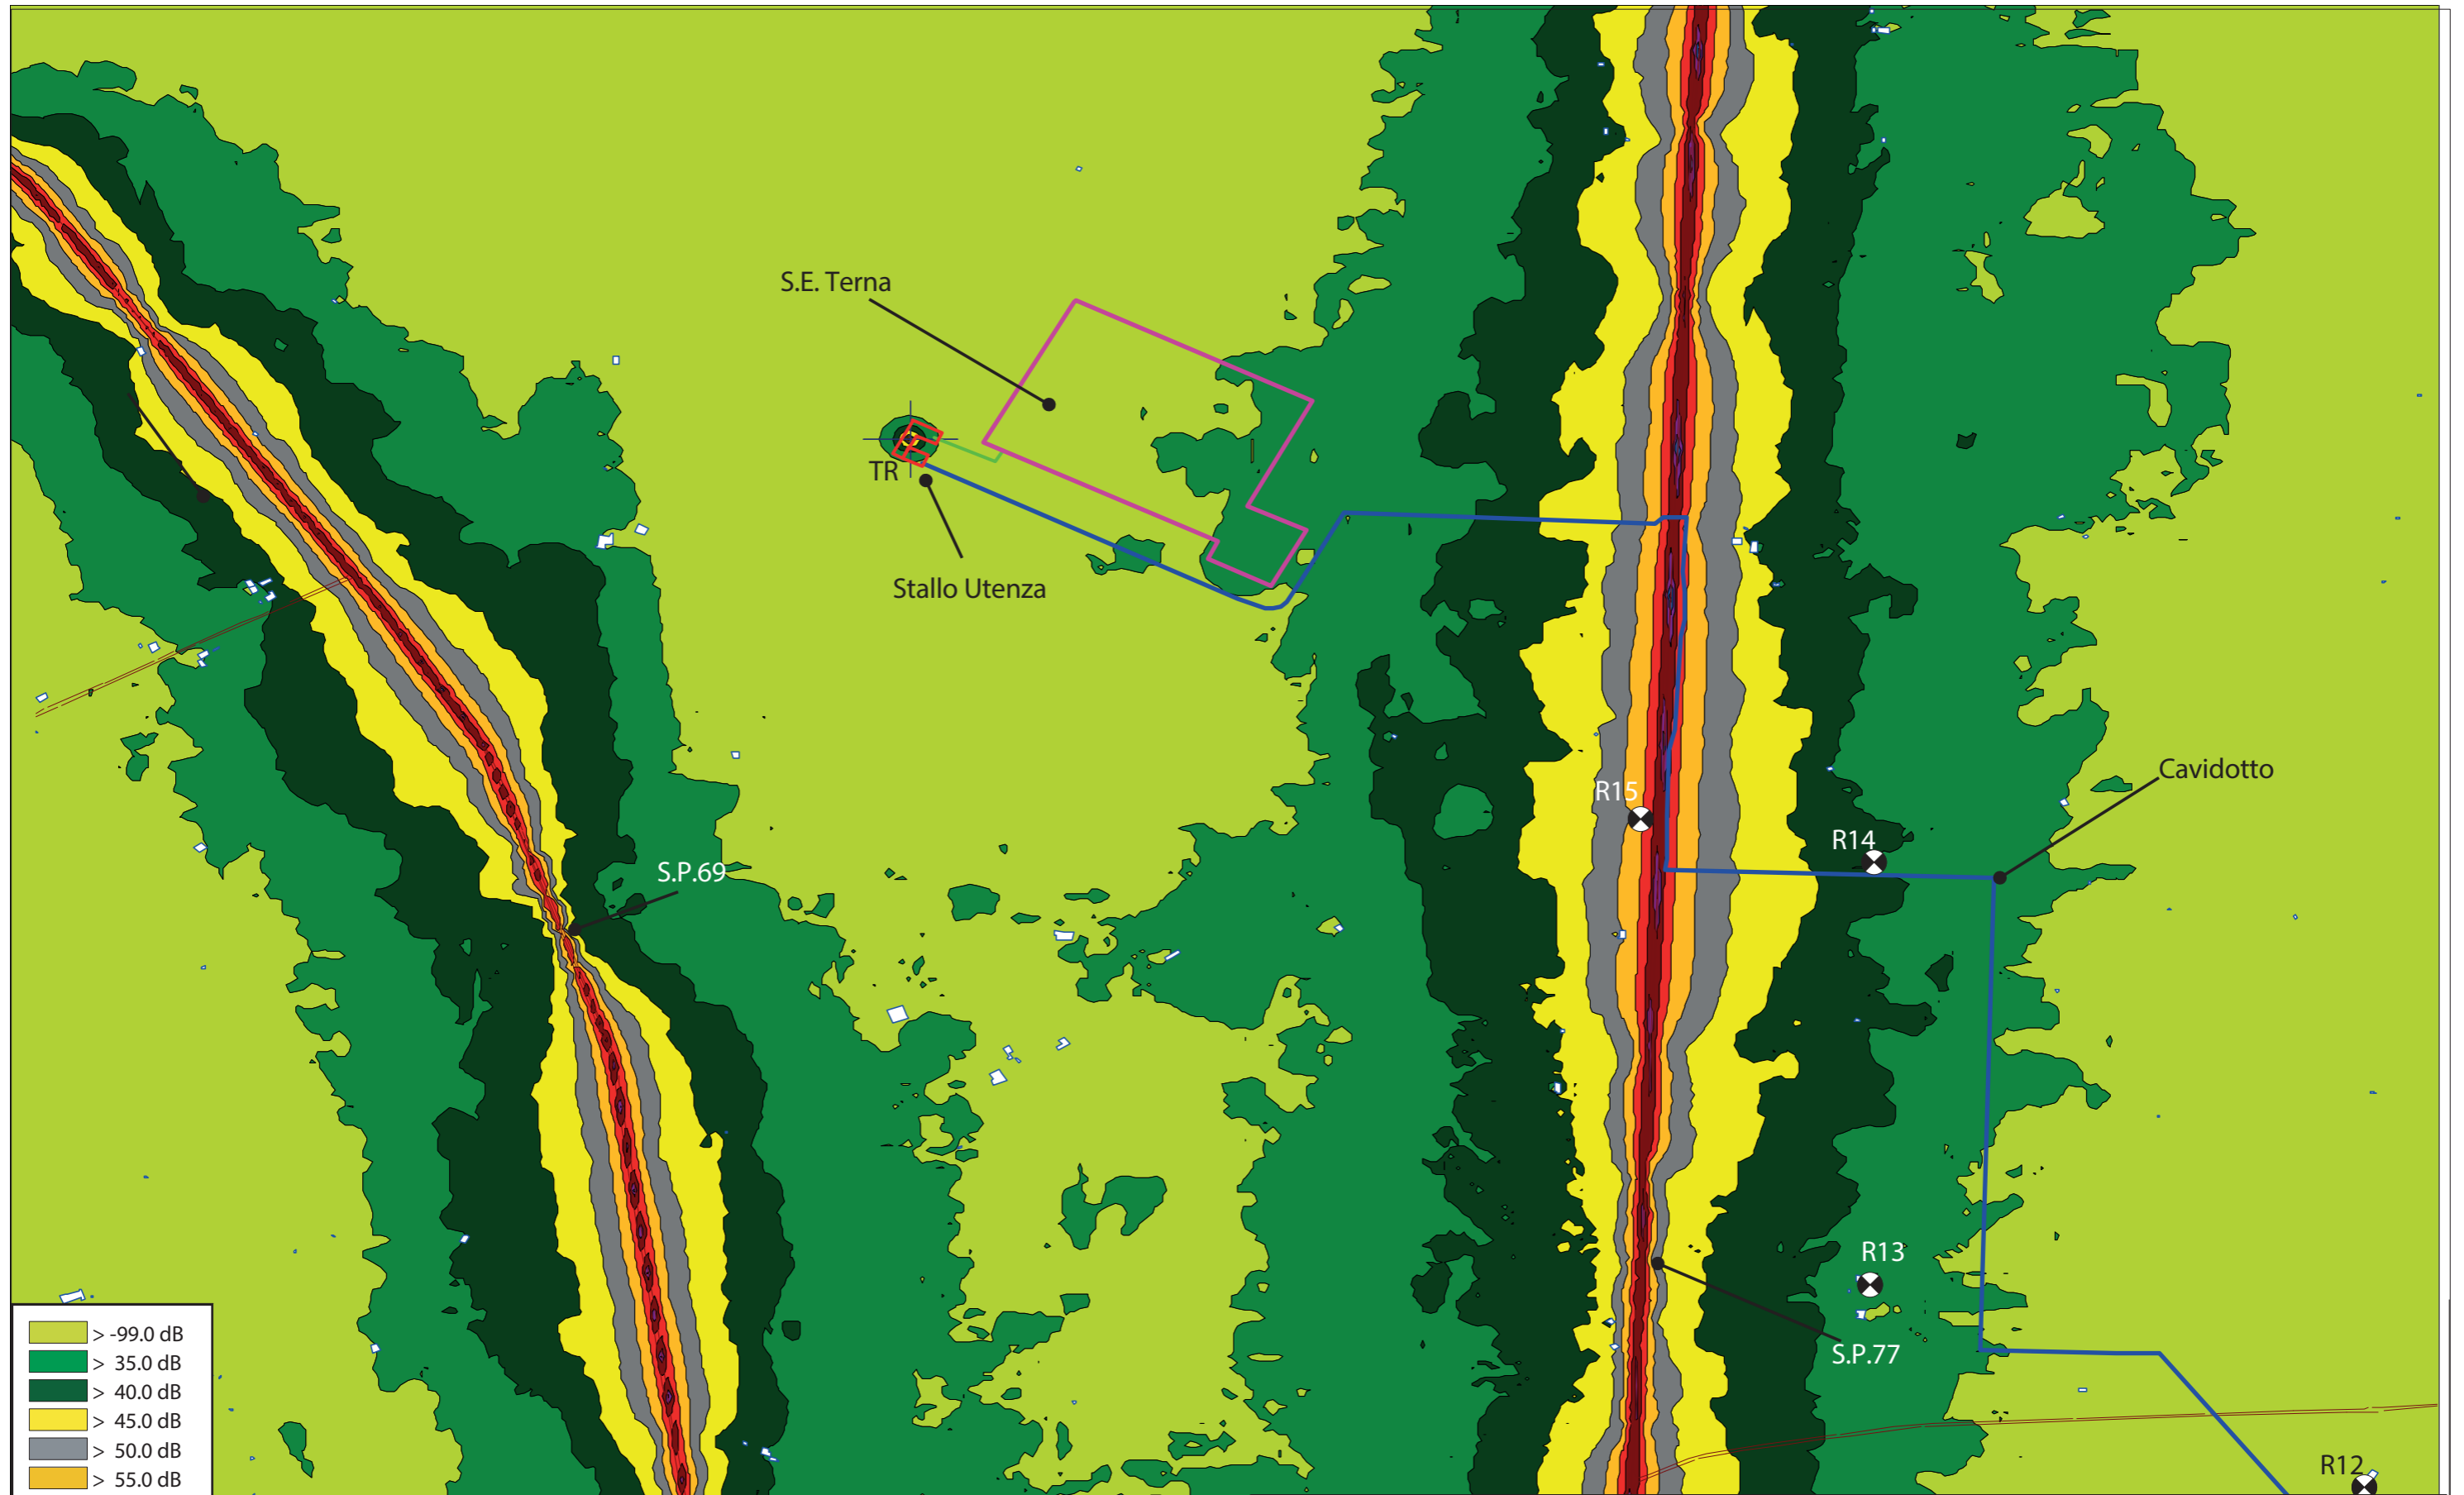 S.E. Terna
TR
Stallo Utenza
Cavidotto
R15
R14
S.P.69
R13
S.P.77
R12
> -99.0 dB
> 35.0 dB
> 40.0 dB
> 45.0 dB
> 50.0 dB
> 55.0 dB